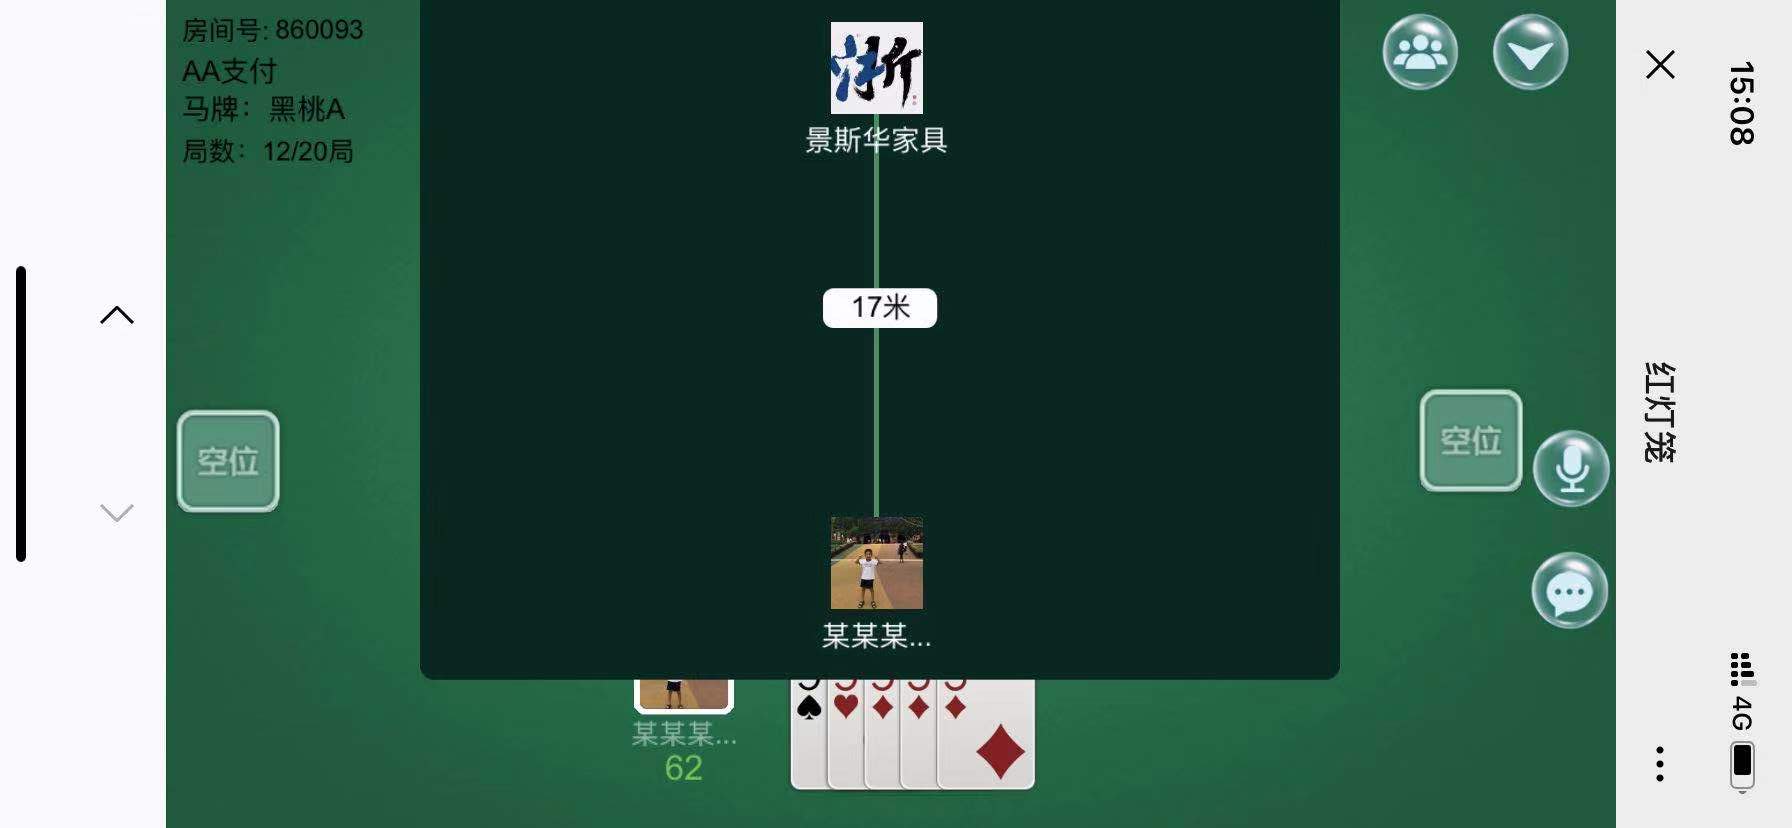 房间号: 860093
AA支付
马牌: 黑桃A
局数: 12/20局
浙
景斯华家具
17米
空位
空位
某某某...
某某某...
62
15:08
红灯笼
4G